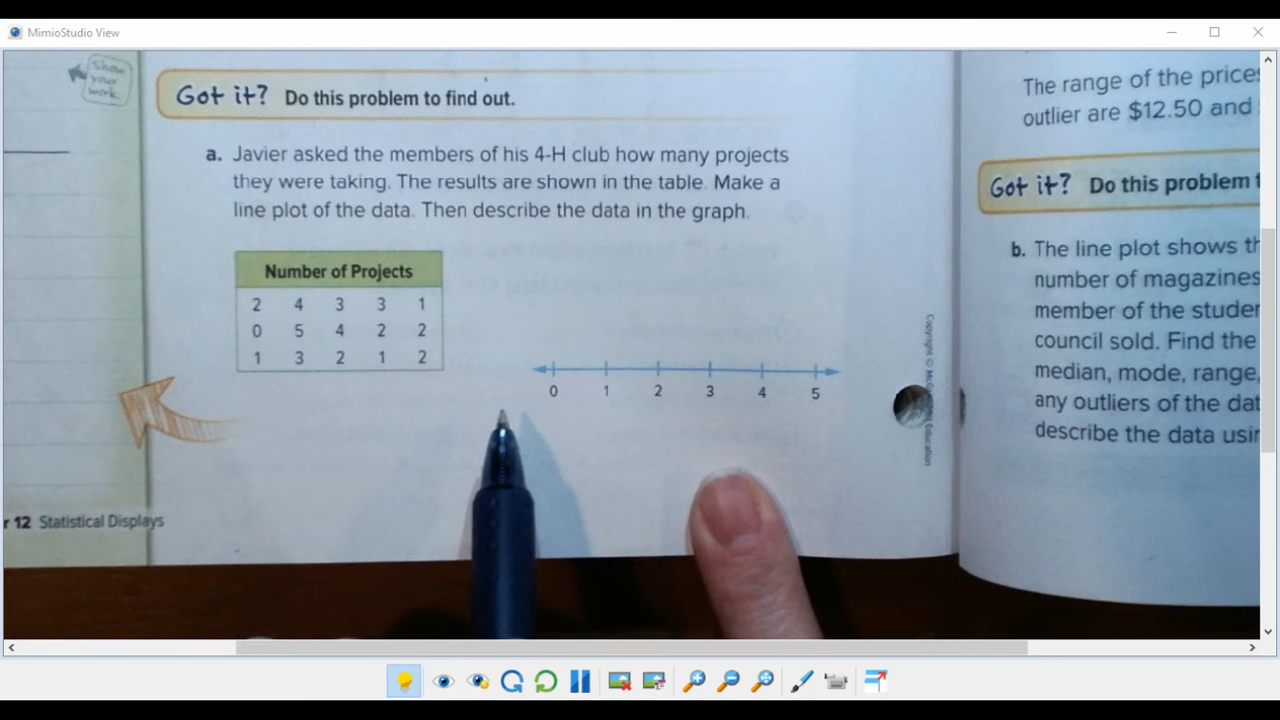 MimioStudio View
Show
your
work.
Got it? Do this problem to find out.
a. Javier asked the members of his 4-H club how many projects
they were taking. The results are shown in the table. Make a
line plot of the data. Then describe the data in the graph.
Number of Projects
2 4 3 3 1
0 5 4 2 2
1 3 2 1 2
0 1 2 3 4 5
r 12 Statistical Displays
Copyright ©
Education
The range of the prices
outlier are $12.50 and
Got it? Do this problem
b. The line plot shows th
number of magazines
member of the studer
council sold. Find the
median, mode, range,
any outliers of the dat
describe the data usin